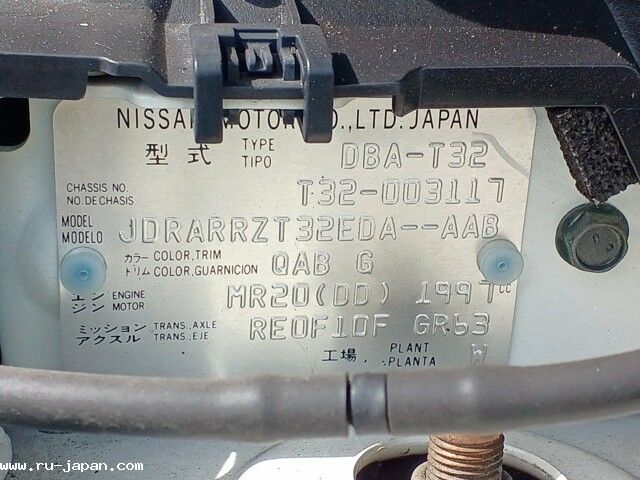 NISSAN MOTOR CO.,LTD. JAPAN
型式 TYPE TIPO DBA-T32
CHASSIS NO. NO.DE CHASIS T32-003117
MODEL MODELO JDRARRZT32EDA--AAB
カラー COLOR,TRIM
トリム COLOR,GUARNICION QAB G
エンジン ENGINE MOTOR MR20(DD) 1997cc
ミッション TRANS.,AXLE
アクスル TRANS.,EJE RE0F10F GR63
工場 PLANT PLANTA W
www.ru-japan.com